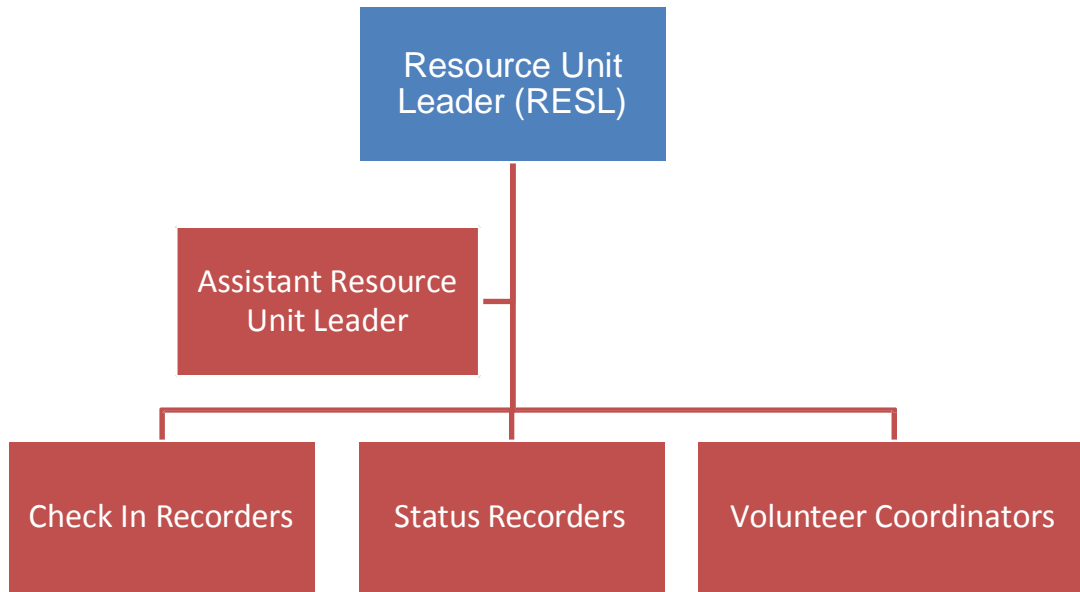 Resource Unit
Leader (RESL)
Assistant Resource
Unit Leader
Check In Recorders
Status Recorders
Volunteer Coordinators